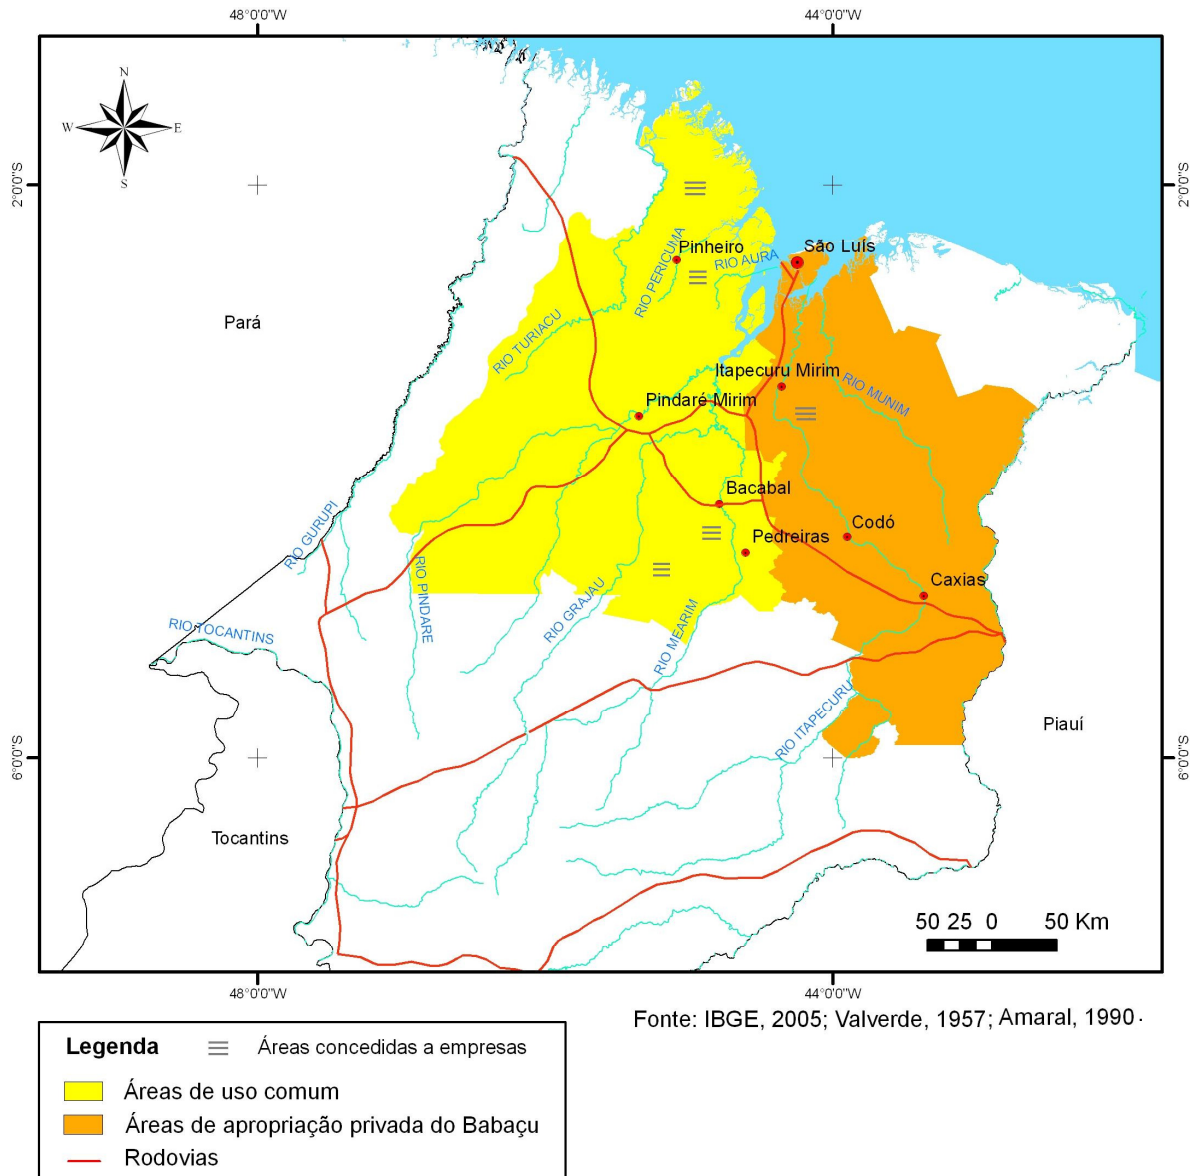 48°0'0"W
44°0'0"W
N
W
E
S
2°0'0"S
2°0'0"S
Pinheiro
São Luís
RIO AURA
RIO PERICUMA
Pará
RIO TURIACU
Itapecuru Mirim
RIO MUNIM
Pindaré Mirim
Bacabal
Codó
RIO GURUPI
Pedreiras
RIO PINDARE
Caxias
RIO GRAJAU
RIO MEARIM
RIO TOCANTINS
RIO ITAPECURU
Piauí
6°0'0"S
6°0'0"S
Tocantins
50 25 0 50 Km
48°0'0"W
44°0'0"W
Fonte: IBGE, 2005; Valverde, 1957; Amaral, 1990.
Legenda
Áreas concedidas a empresas
Áreas de uso comum
Áreas de apropriação privada do Babaçu
Rodovias